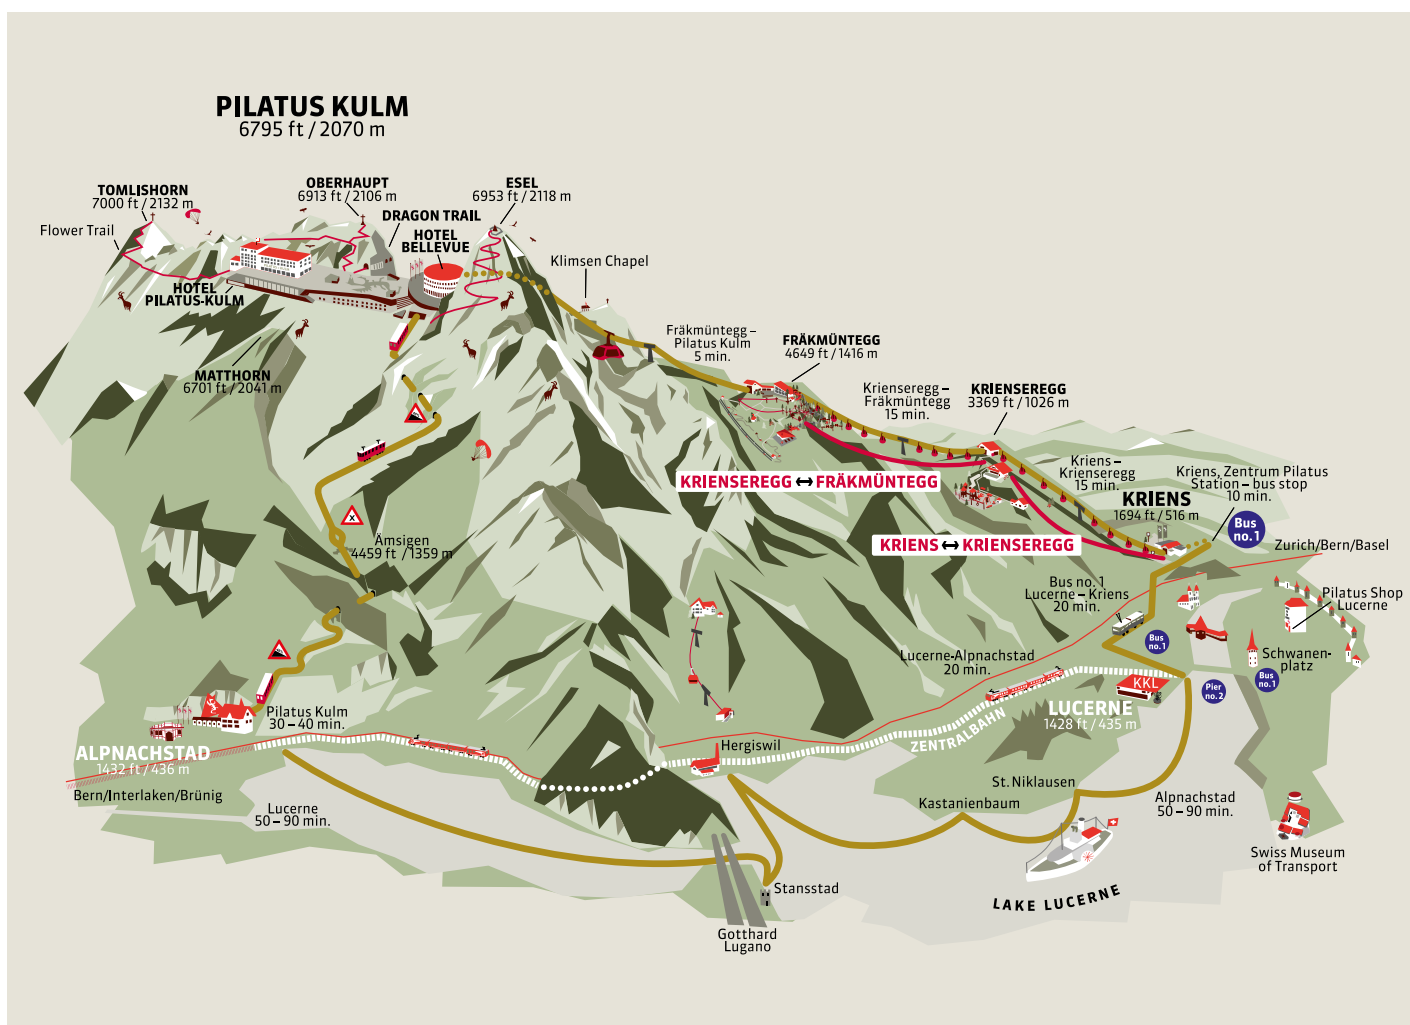 PILATUS KULM
6795 ft / 2070 m
TOMLISHORN
7000 ft / 2132 m
Flower Trail
OBERHAUPT
6913 ft / 2106 m
DRAGON TRAIL
HOTEL
BELLEVUE
ESEL
6953 ft / 2118 m
Klimsen Chapel
HOTEL
PILATUS-KULM
MATTHORN
6701 ft / 2041 m
Fräkmüntegg –
Pilatus Kulm
5 min.
FRÄKMÜNTEGG
4649 ft / 1416 m
Krienseregg –
Fräkmüntegg
15 min.
KRIENSEREGG
3369 ft / 1026 m
KRIENSEREGG ↔ FRÄKMÜNTEGG
Kriens –
Krienseregg
15 min.
Kriens, Zentrum Pilatus
Station – bus stop
10 min.
KRIENS
1694 ft / 516 m
Bus
no. 1
KRIENS ↔ KRIENSEREGG
Zurich/Bern/Basel
Ämsigen
4459 ft / 1359 m
Bus no. 1
Lucerne – Kriens
20 min.
Pilatus Shop
Lucerne
Bus
no. 1
Schwanen-
platz
Bus
no. 1
Pier
no. 2
Lucerne-Alpnachstad
20 min.
KKL
LUCERNE
1428 ft / 435 m
ZENTRALBAHN
Pilatus Kulm
30 – 40 min.
ALPNACHSTAD
1432 ft / 436 m
Bern/Interlaken/Brünig
Hergiswil
St. Niklausen
Kastanienbaum
Lucerne
50 – 90 min.
Alpnachstad
50 – 90 min.
Swiss Museum
of Transport
Stansstad
LAKE LUCERNE
Gotthard
Lugano